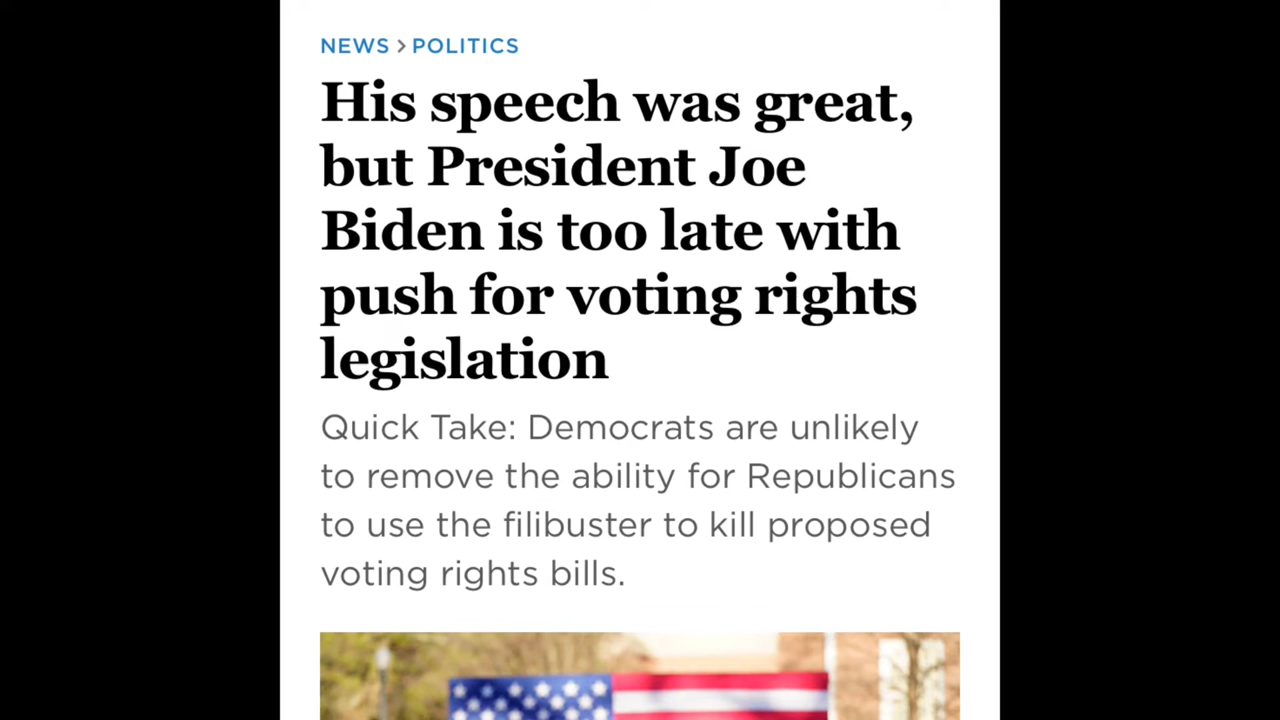 NEWS > POLITICS
His speech was great,
but President Joe
Biden is too late with
push for voting rights
legislation
Quick Take: Democrats are unlikely
to remove the ability for Republicans
to use the filibuster to kill proposed
voting rights bills.